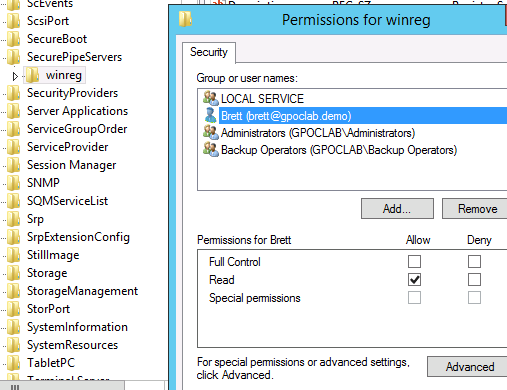 ScEvents
ScsiPort
SecureBoot
SecurePipeServers
winreg
SecurityProviders
Server Applications
ServiceGroupOrder
ServiceProvider
Session Manager
SNMP
SQMServiceList
Srp
SrpExtensionConfig
StillImage
Storage
StorageManagement
StorPort
SystemInformation
SystemResources
TabletPC
Terminal Server
Permissions for winreg
Security
Group or user names:
LOCAL SERVICE
Brett (brett@gpoclab.demo)
Administrators (GPOCLAB\Administrators)
Backup Operators (GPOCLAB\Backup Operators)
Add...
Remove
Permissions for Brett Allow Deny
Full Control
Read
Special permissions
For special permissions or advanced settings,
click Advanced.
Advanced